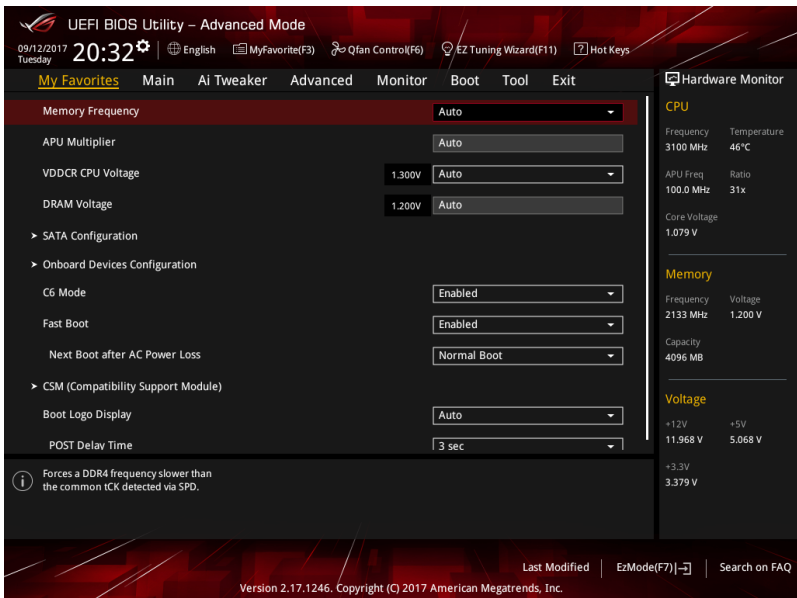 UEFI BIOS Utility – Advanced Mode
09/12/2017
Tuesday
20:32
English
MyFavorite(F3)
Qfan Control(F6)
EZ Tuning Wizard(F11)
? Hot Keys
My Favorites Main Ai Tweaker Advanced Monitor Boot Tool Exit
Memory Frequency Auto
APU Multiplier Auto
VDDCR CPU Voltage 1.300V Auto
DRAM Voltage 1.200V Auto
> SATA Configuration
> Onboard Devices Configuration
C6 Mode Enabled
Fast Boot Enabled
Next Boot after AC Power Loss Normal Boot
> CSM (Compatibility Support Module)
Boot Logo Display Auto
POST Delay Time 3 sec
i
Forces a DDR4 frequency slower than
the common tCK detected via SPD.
Hardware Monitor
CPU
Frequency Temperature
3100 MHz 46°C
APU Freq Ratio
100.0 MHz 31x
Core Voltage
1.079 V
Memory
Frequency Voltage
2133 MHz 1.200 V
Capacity
4096 MB
Voltage
+12V +5V
11.968 V 5.068 V
+3.3V
3.379 V
Last Modified
EzMode(F7)
Search on FAQ
Version 2.17.1246. Copyright (C) 2017 American Megatrends, Inc.